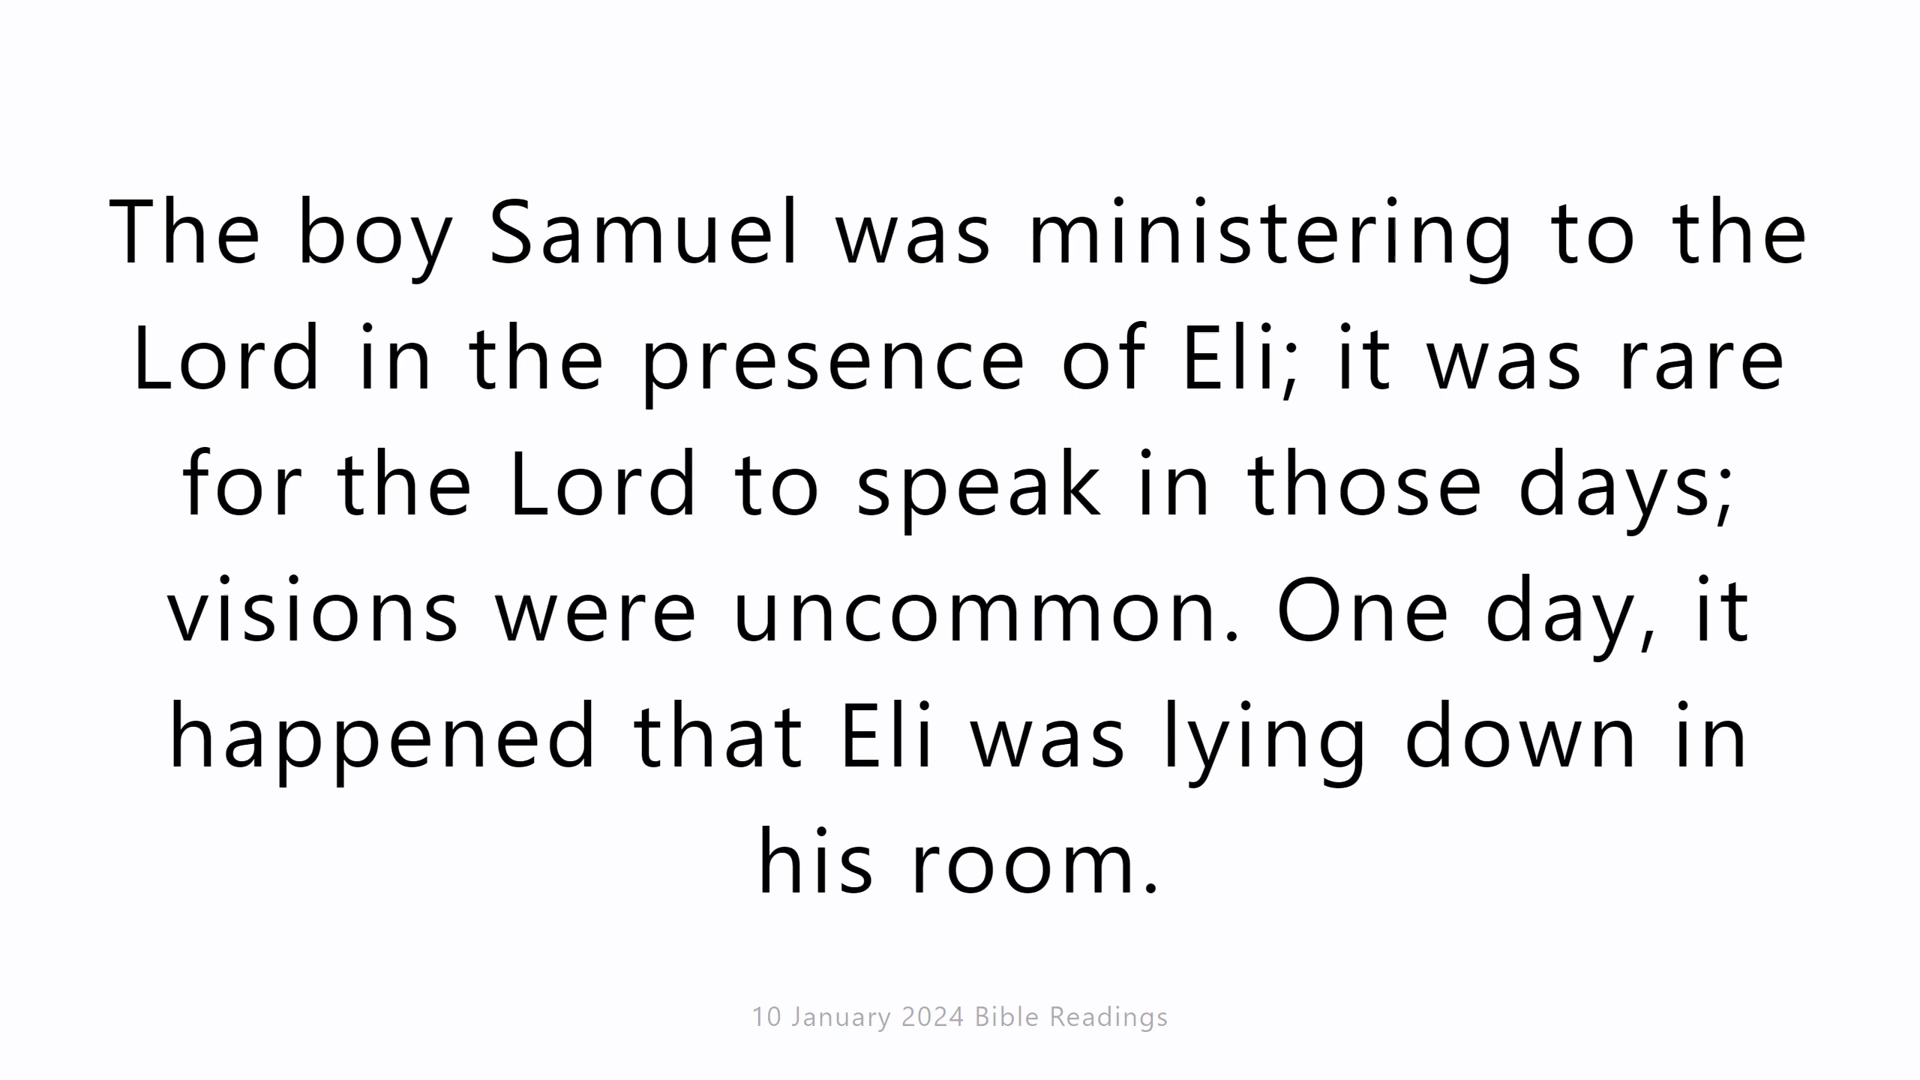 The boy Samuel was ministering to the
Lord in the presence of Eli; it was rare
for the Lord to speak in those days;
visions were uncommon. One day, it
happened that Eli was lying down in
his room.
10 January 2024 Bible Readings